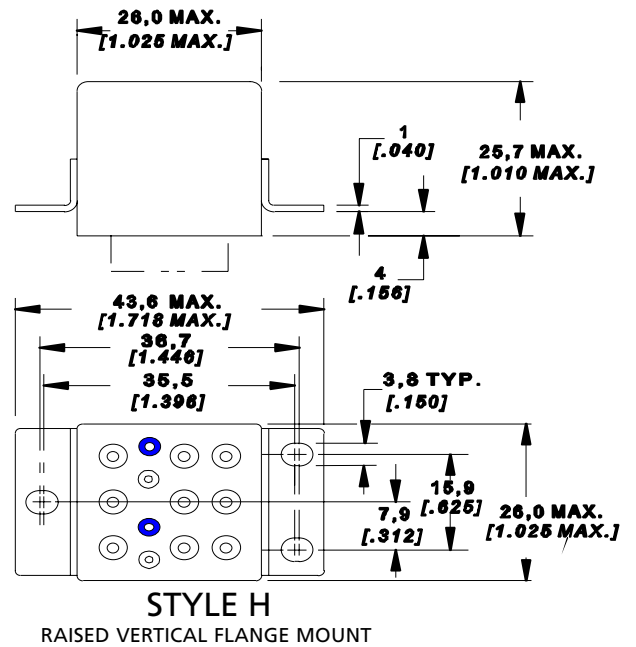 26,0 MAX.
[1.025 MAX.]
1
[.040]
25,7 MAX.
[1.010 MAX.]
4
[.156]
43,6 MAX.
[1.718 MAX.]
36,7
[1.446]
35,5
[1.396]
3,8 TYP.
[.150]
15,9
[.625]
7,9
[.312]
26,0 MAX.
[1.025 MAX.]
STYLE H
RAISED VERTICAL FLANGE MOUNT